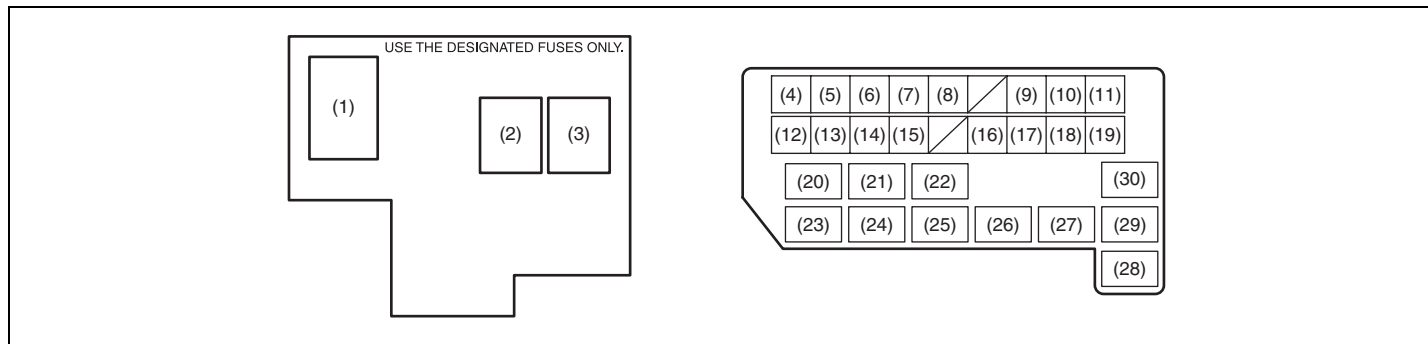 USE THE DESIGNATED FUSES ONLY.
(1)
(2) (3)
(4) (5) (6) (7) (8) (9) (10) (11)
(12) (13) (14) (15) (16) (17) (18) (19)
(20) (21) (22) (30)
(23) (24) (25) (26) (27) (29)
(28)